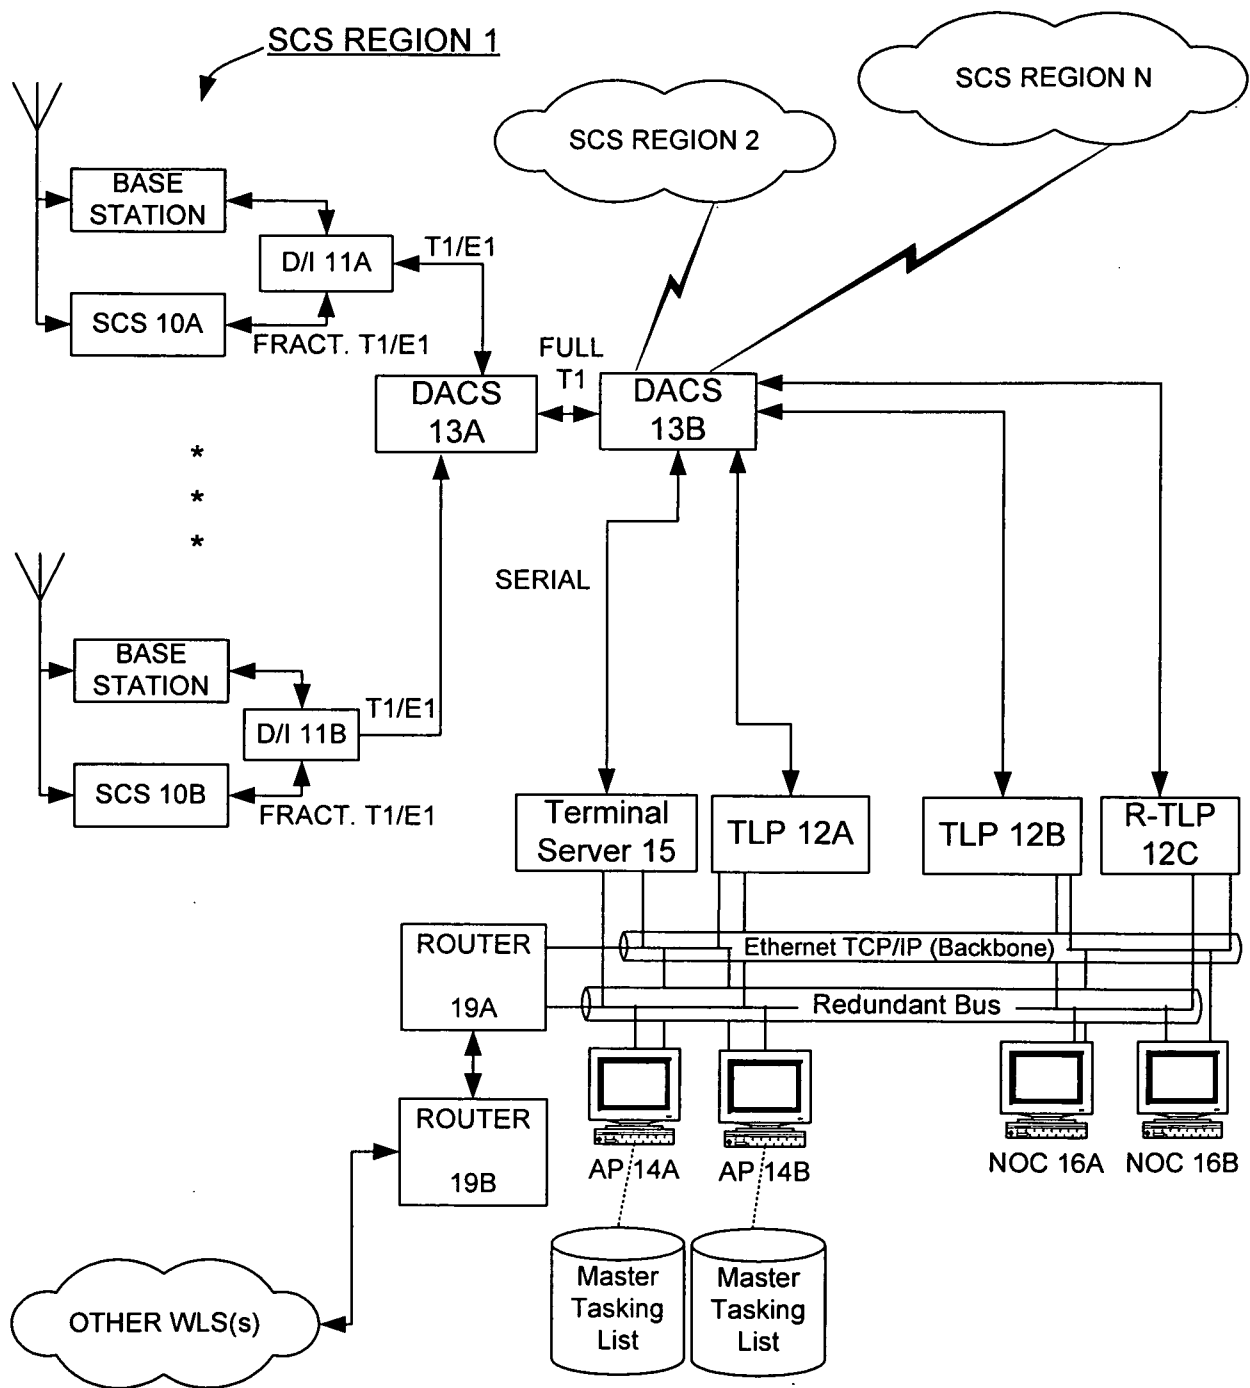 SCS REGION 1
SCS REGION N
SCS REGION 2
BASE
STATION
D/I 11A
T1/E1
SCS 10A
FRACT. T1/E1
FULL
T1
DACS
13A
DACS
13B
*
*
*
SERIAL
BASE
STATION
D/I 11B
T1/E1
SCS 10B
FRACT. T1/E1
Terminal
Server 15
TLP 12A
TLP 12B
R-TLP
12C
ROUTER
19A
Ethernet TCP/IP (Backbone)
Redundant Bus
ROUTER
19B
AP 14A
AP 14B
NOC 16A
NOC 16B
Master
Tasking
List
Master
Tasking
List
OTHER WLS(s)